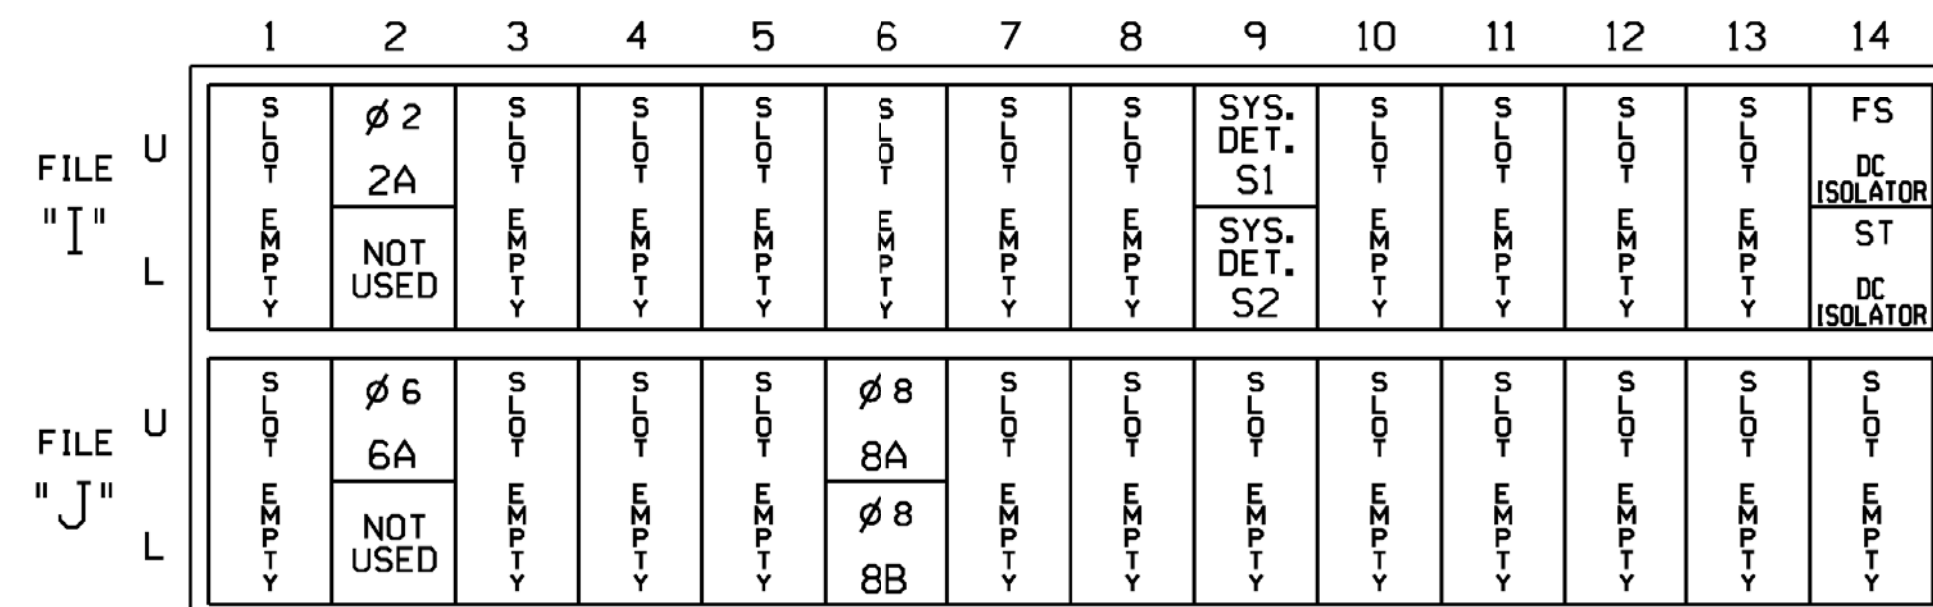 1 2 3 4 5 6 7 8 9 10 11 12 13 14
FILE "I"
U
L
SLOT EMPTY
Ø 2
2A
NOT
USED
SLOT EMPTY
SLOT EMPTY
SLOT EMPTY
SLOT EMPTY
SLOT EMPTY
SLOT EMPTY
SYS.
DET.
S1
SYS.
DET.
S2
SLOT EMPTY
SLOT EMPTY
SLOT EMPTY
SLOT EMPTY
FS
DC
ISOLATOR
ST
DC
ISOLATOR
FILE "J"
U
L
SLOT EMPTY
Ø 6
6A
NOT
USED
SLOT EMPTY
SLOT EMPTY
SLOT EMPTY
Ø 8
8A
Ø 8
8B
SLOT EMPTY
SLOT EMPTY
SLOT EMPTY
SLOT EMPTY
SLOT EMPTY
SLOT EMPTY
SLOT EMPTY
SLOT EMPTY